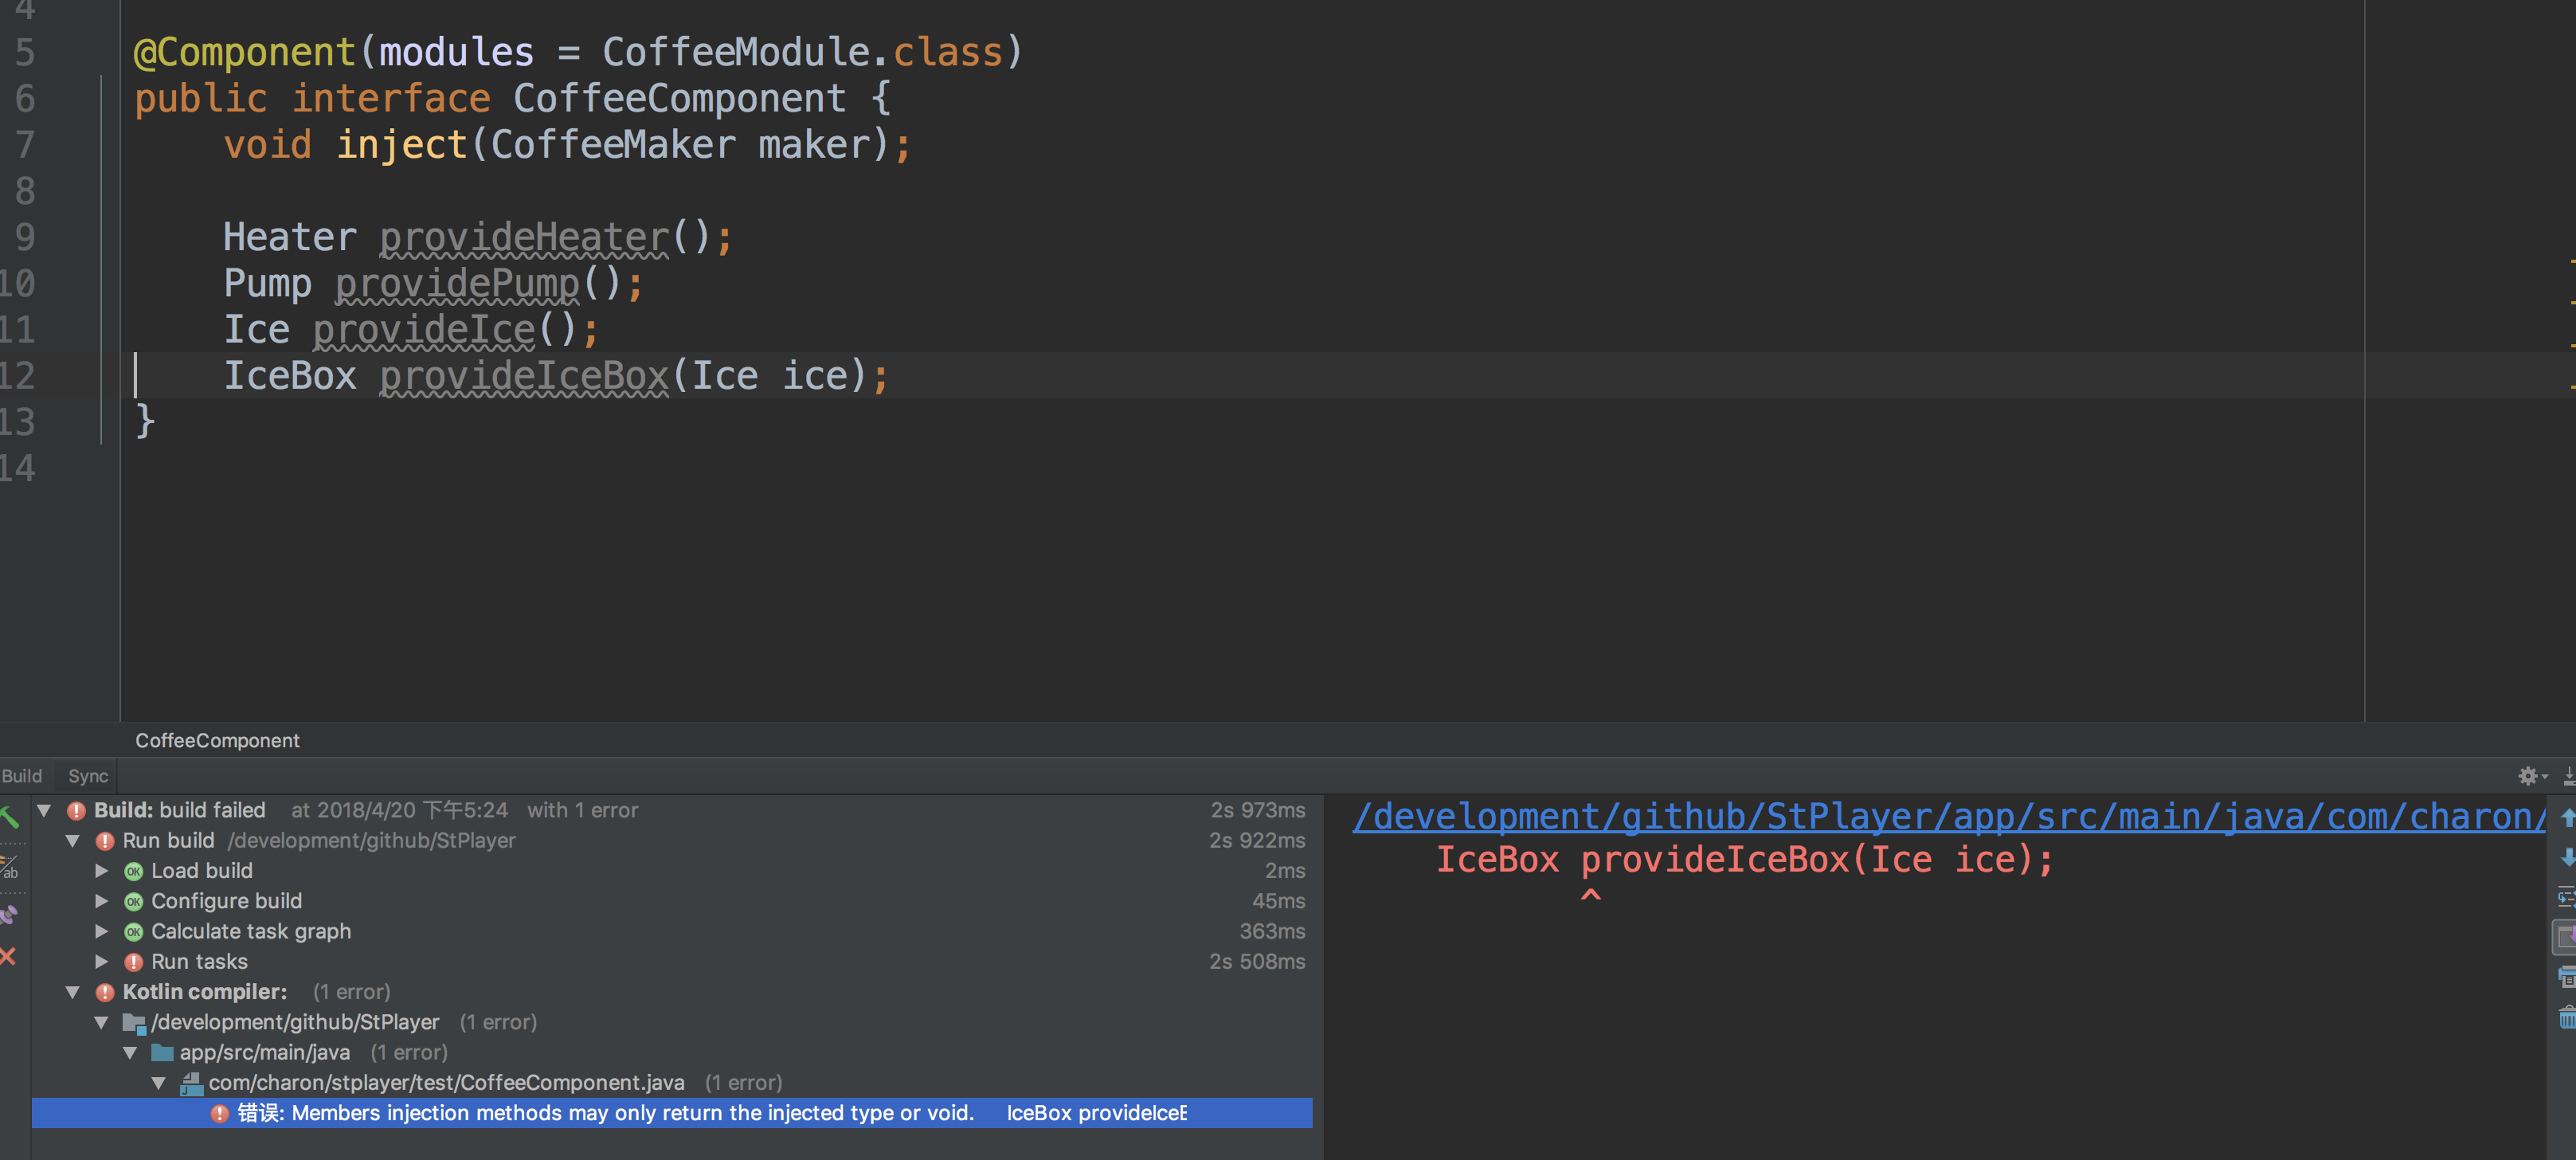 4
5 @Component(modules = CoffeeModule.class)
6 public interface CoffeeComponent {
7 void inject(CoffeeMaker maker);
8
9 Heater provideHeater();
10 Pump providePump();
11 Ice provideIce();
12 IceBox provideIceBox(Ice ice);
13 }
14
CoffeeComponent
Build Sync
Build: build failed at 2018/4/20 下午5:24 with 1 error 2s 973ms
Run build /development/github/StPlayer 2s 922ms
OK Load build 2ms
OK Configure build 45ms
OK Calculate task graph 363ms
Run tasks 2s 508ms
Kotlin compiler: (1 error)
/development/github/StPlayer (1 error)
app/src/main/java (1 error)
com/charon/stplayer/test/CoffeeComponent.java (1 error)
错误: Members injection methods may only return the injected type or void. IceBox provideIceE
/development/github/StPlayer/app/src/main/java/com/charon/
IceBox provideIceBox(Ice ice);
^